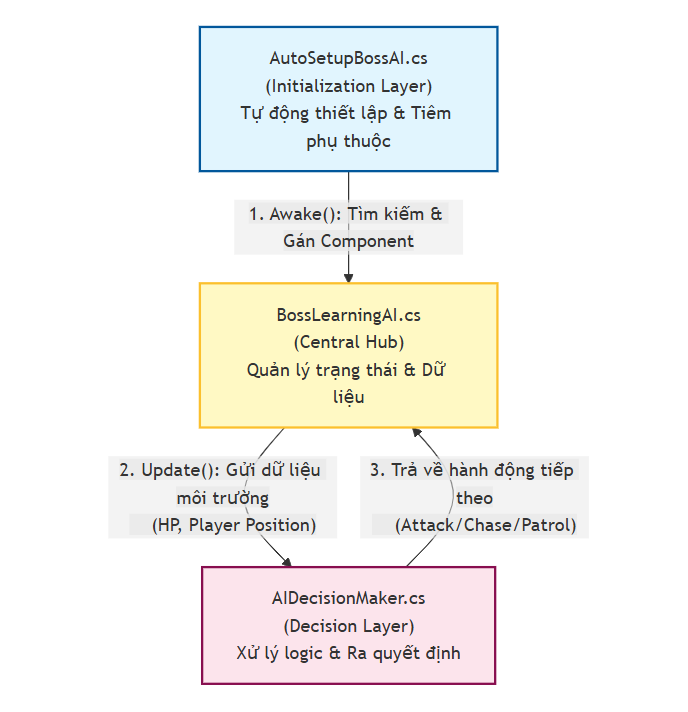 AutoSetupBossAI.cs
(Initialization Layer)
Tự động thiết lập & Tiêm
phụ thuộc
1. Awake(): Tìm kiếm &
Gán Component
BossLearningAI.cs
(Central Hub)
Quản lý trạng thái & Dữ
liệu
2. Update(): Gửi dữ liệu
môi trường
(HP, Player Position)
3. Trả về hành động tiếp
theo
(Attack/Chase/Patrol)
AIDecisionMaker.cs
(Decision Layer)
Xử lý logic & Ra quyết định